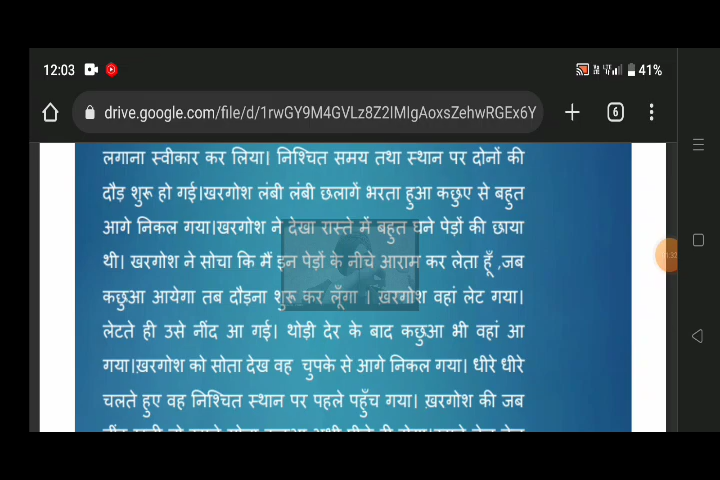 12:03
41%
drive.google.com/file/d/1rwGY9M4GVLz8Z2IMIgAoxsZehwRGEx6Y
6
लगाना स्वीकार कर लिया। निश्चित समय तथा स्थान पर दोनों की
दौड़ शुरू हो गई।खरगोश लंबी लंबी छलागें भरता हुआ कछुए से बहुत
आगे निकल गया।खरगोश ने देखा रास्ते में बहुत घने पेड़ों की छाया
थी। खरगोश ने सोचा कि मैं इन पेड़ों के नीचे आराम कर लेता हूँ ,जब
कछुआ आयेगा तब दौड़ना शुरू कर लूँगा । खरगोश वहां लेट गया।
लेटते ही उसे नींद आ गई। थोड़ी देर के बाद कछुआ भी वहां आ
गया।ख़रगोश को सोता देख वह चुपके से आगे निकल गया। धीरे धीरे
चलते हुए वह निश्चित स्थान पर पहले पहुँच गया। ख़रगोश की जब